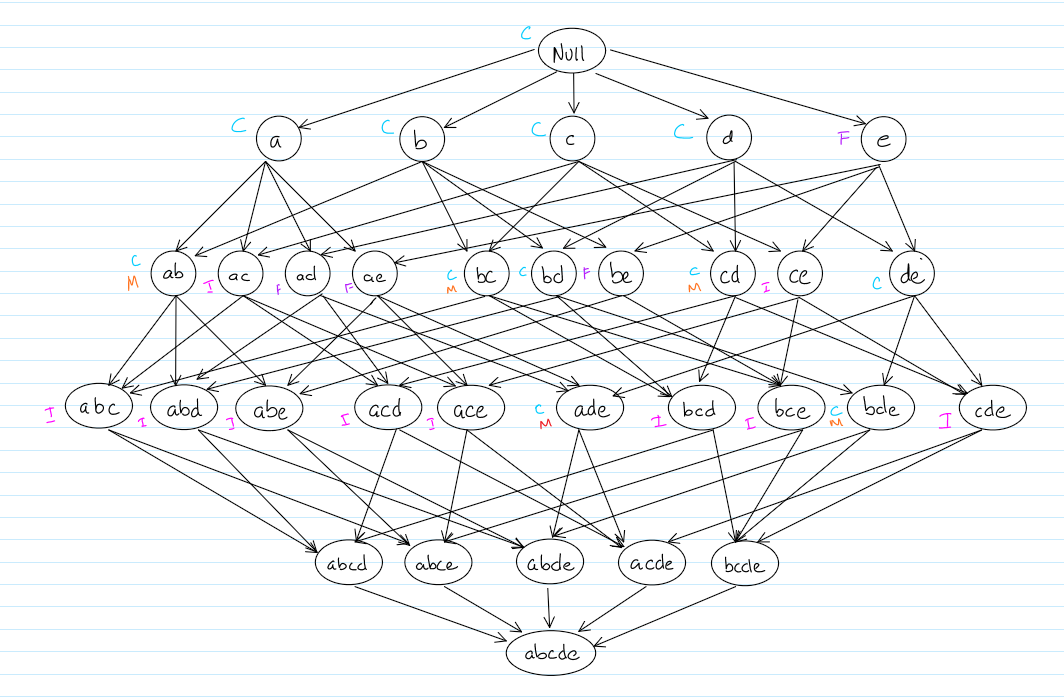 C Null
C a C b C c C d F e
C M ab I ac F ad F ae C M bc C bd F be C M cd I ce C de
I abc I abd I abe I acd I ace C M ade I bcd I bce C M bde I cde
abcd abce abde acde bcde
abcde